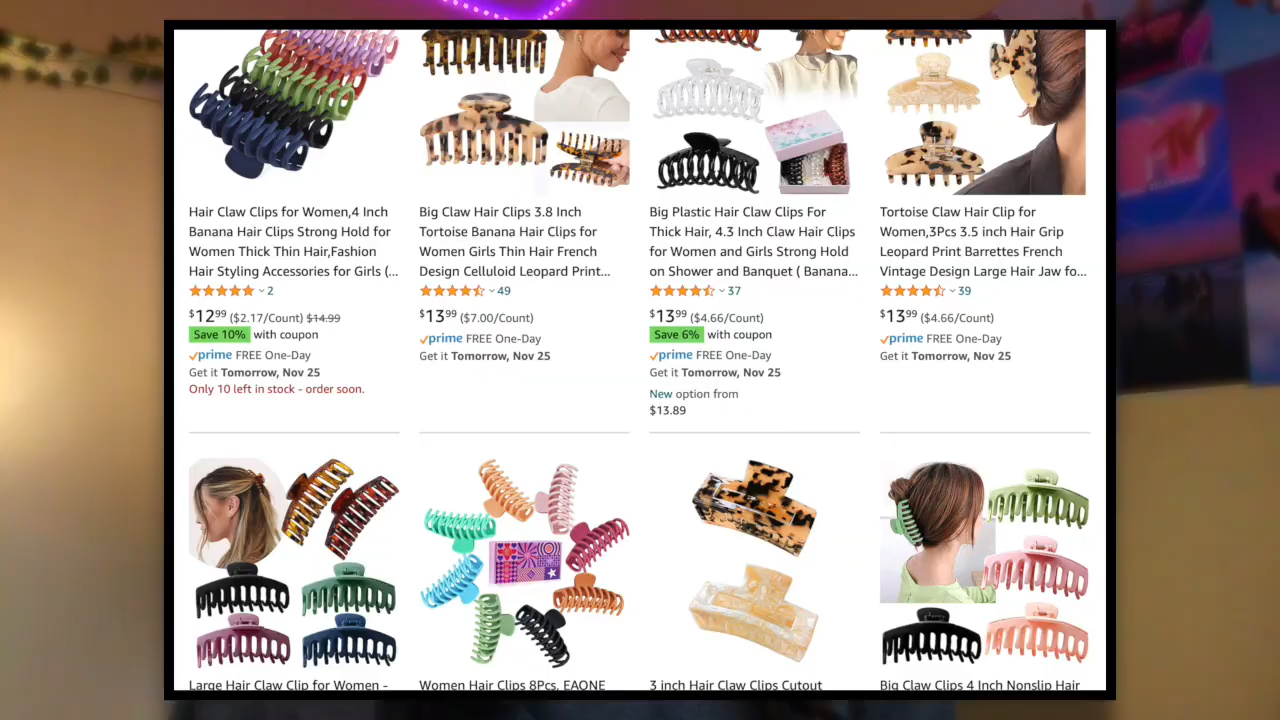 Hair Claw Clips for Women,4 Inch
Banana Hair Clips Strong Hold for
Women Thick Thin Hair,Fashion
Hair Styling Accessories for Girls (...
2
$1299 ($2.17/Count) $14.99
Save 10% with coupon
prime FREE One-Day
Get it Tomorrow, Nov 25
Only 10 left in stock - order soon.
Big Claw Hair Clips 3.8 Inch
Tortoise Banana Hair Clips for
Women Girls Thin Hair French
Design Celluloid Leopard Print...
49
$1399 ($7.00/Count)
prime FREE One-Day
Get it Tomorrow, Nov 25
Big Plastic Hair Claw Clips For
Thick Hair, 4.3 Inch Claw Hair Clips
for Women and Girls Strong Hold
on Shower and Banquet ( Banana...
37
$1399 ($4.66/Count)
Save 6% with coupon
prime FREE One-Day
Get it Tomorrow, Nov 25
New option from
$13.89
Tortoise Claw Hair Clip for
Women,3Pcs 3.5 inch Hair Grip
Leopard Print Barrettes French
Vintage Design Large Hair Jaw fo...
39
$1399 ($4.66/Count)
prime FREE One-Day
Get it Tomorrow, Nov 25
Large Hair Claw Clip for Women -
Women Hair Clips 8Pcs, EAONE
3 inch Hair Claw Clips Cutout
Big Claw Clips 4 Inch Nonslip Hair